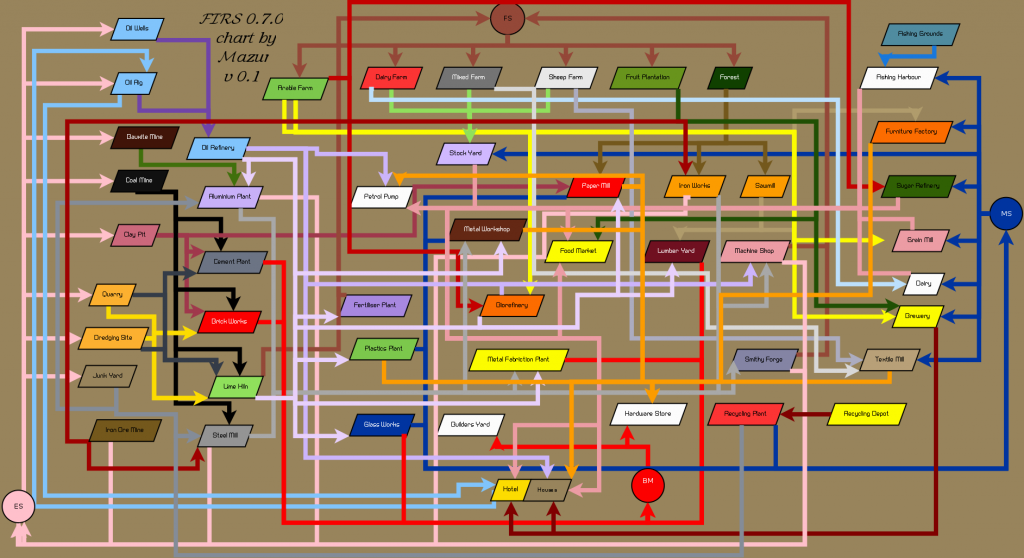 FIRS 0.7.0
chart by
Mazur
v 0.1
FS
Oil Wells
Fishing Grounds
Oil Rig
Arable Farm
Dairy Farm
Mixed Farm
Sheep Farm
Fruit Plantation
Forest
Fishing Harbour
Bauxite Mine
Oil Refinery
Stock Yard
Furniture Factory
Coal Mine
Aluminium Plant
Petrol Pump
Paper Mill
Iron Works
Sawmill
Sugar Refinery
MS
Clay Pit
Metal Workshop
Food Market
Lumber Yard
Machine Shop
Grain Mill
Cement Plant
Dairy
Quarry
Fertiliser Plant
Biorefinery
Brick Works
Brewery
Dredging Site
Plastics Plant
Metal Fabriction Plant
Smithy Forge
Textile Mill
Junk Yard
Lime Kiln
Iron Ore Mine
Steel Mill
Glass Works
Builders Yard
Hardware Store
Recycling Plant
Recycling Depot
ES
Hotel
Houses
BM